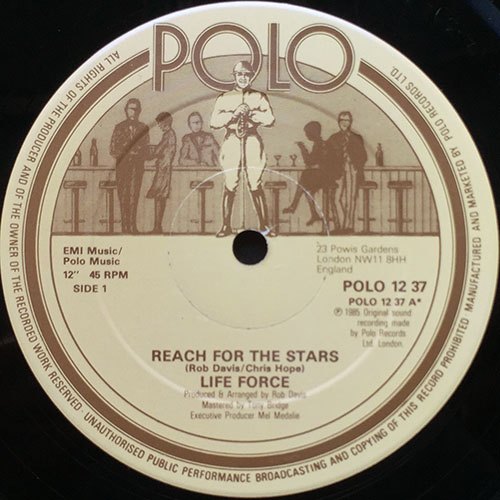 POLO
ALL RIGHTS OF THE PRODUCER AND OF THE OWNER OF THE RECORDED WORK RESERVED · UNAUTHORISED PUBLIC PERFORMANCE BROADCASTING AND COPYING OF THIS RECORD PROHIBITED
MANUFACTURED AND MARKETED BY POLO RECORDS LTD.
EMI Music/
Polo Music
12" 45 RPM
SIDE 1
23 Powis Gardens
London NW11 8HH
England
POLO 12 37
POLO 12 37 A*
℗ 1985 Original sound
recording made
by Polo Records
Ltd. London.
REACH FOR THE STARS
(Rob Davis/Chris Hope)
LIFE FORCE
Produced & Arranged by Rob Davis
Mastered by Tony Bridge
Executive Producer Mel Medalie